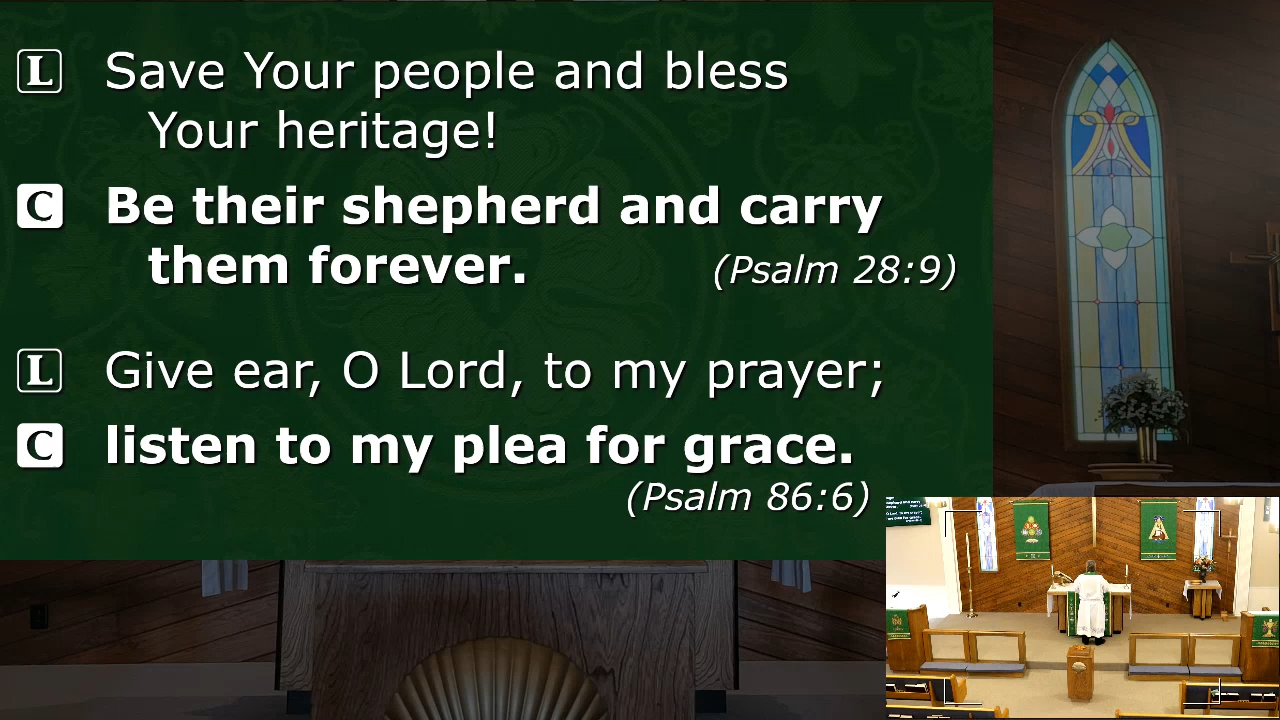 L Save Your people and bless
Your heritage!
C Be their shepherd and carry
them forever. (Psalm 28:9)
L Give ear, O Lord, to my prayer;
C listen to my plea for grace.
(Psalm 86:6)